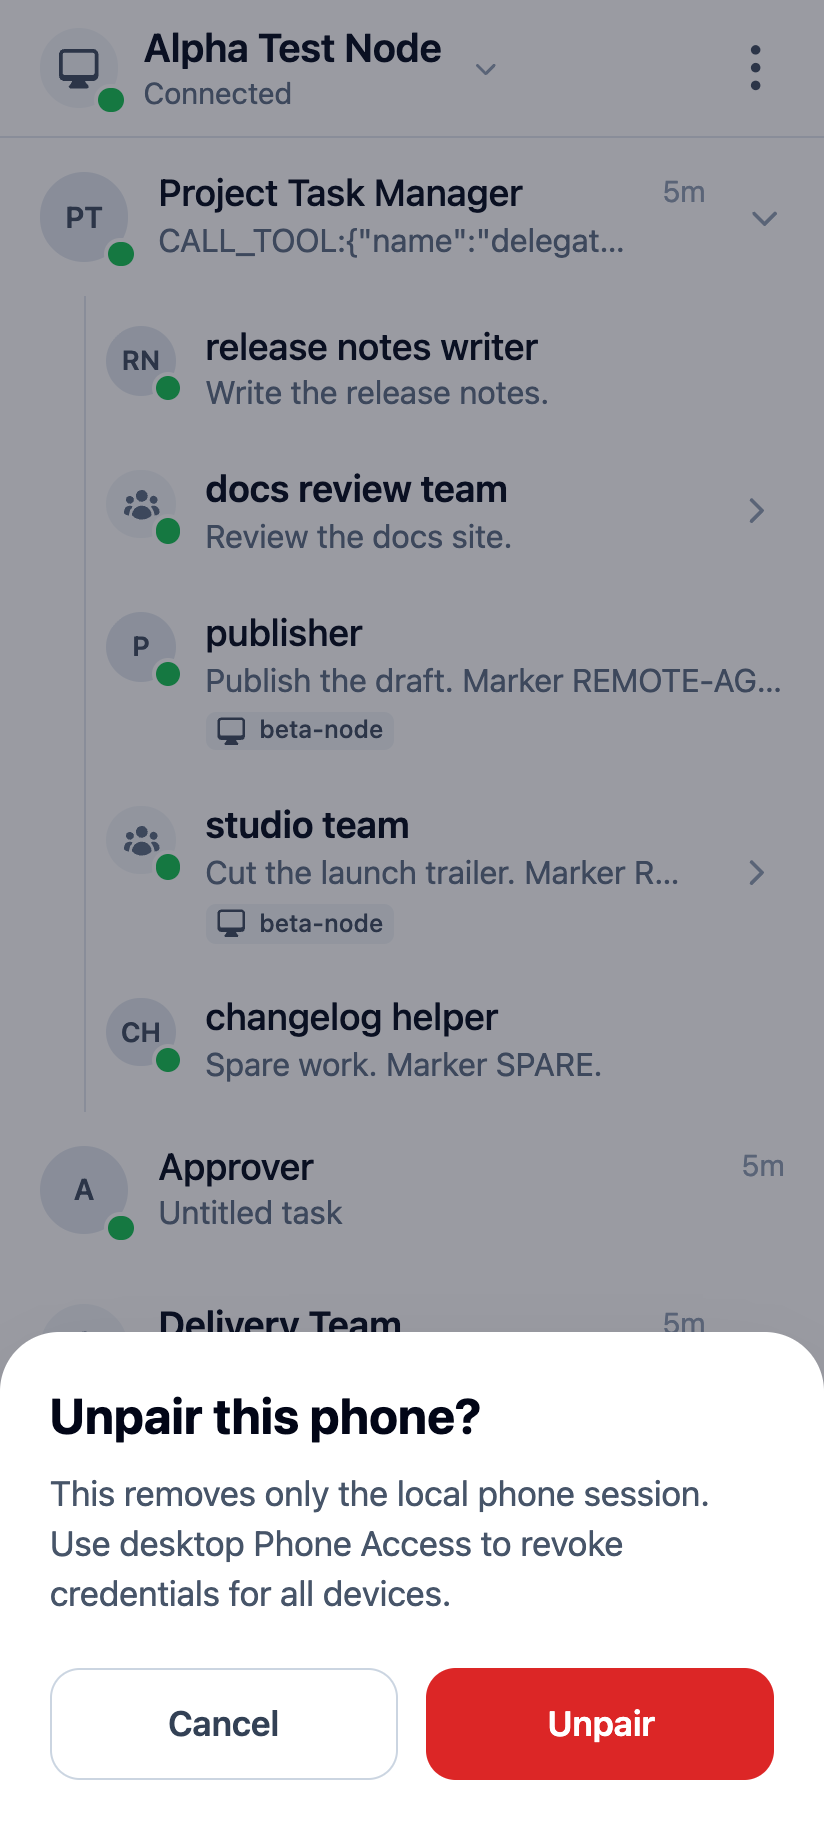 Alpha Test Node
Connected
PT
Project Task Manager
5m
CALL_TOOL:{"name":"delegat...
RN
release notes writer
Write the release notes.
docs review team
Review the docs site.
P
publisher
Publish the draft. Marker REMOTE-AG...
beta-node
studio team
Cut the launch trailer. Marker R...
beta-node
CH
changelog helper
Spare work. Marker SPARE.
A
Approver
5m
Untitled task
Delivery Team
5m
Unpair this phone?
This removes only the local phone session.
Use desktop Phone Access to revoke
credentials for all devices.
Cancel
Unpair